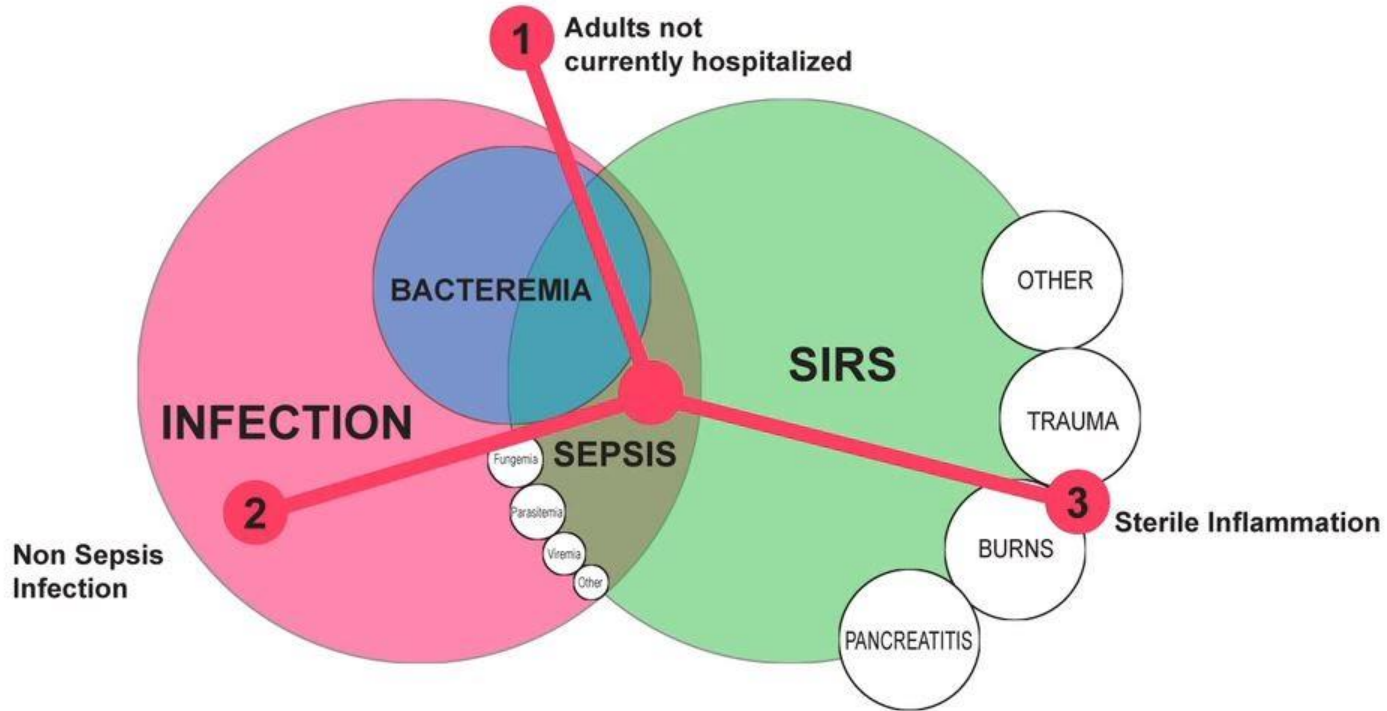 1
Adults not
currently hospitalized
BACTEREMIA
OTHER
SIRS
INFECTION
TRAUMA
SEPSIS
Fungemia
2
3
Parasitemia
Sterile Inflammation
Non Sepsis
Infection
Viremia
BURNS
Other
PANCREATITIS